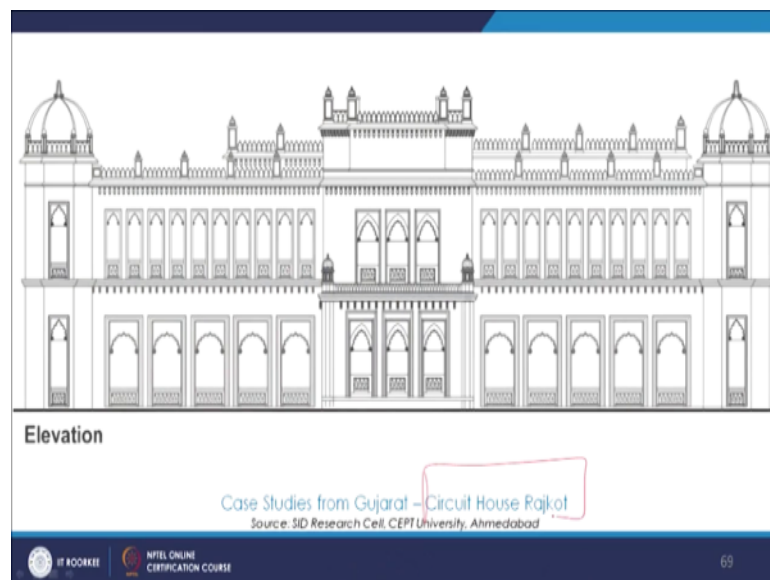 Elevation
Case Studies from Gujarat – Circuit House Rajkot
Source: SID Research Cell, CEPT University, Ahmedabad
IIT ROORKEE
NPTEL ONLINE
CERTIFICATION COURSE
69